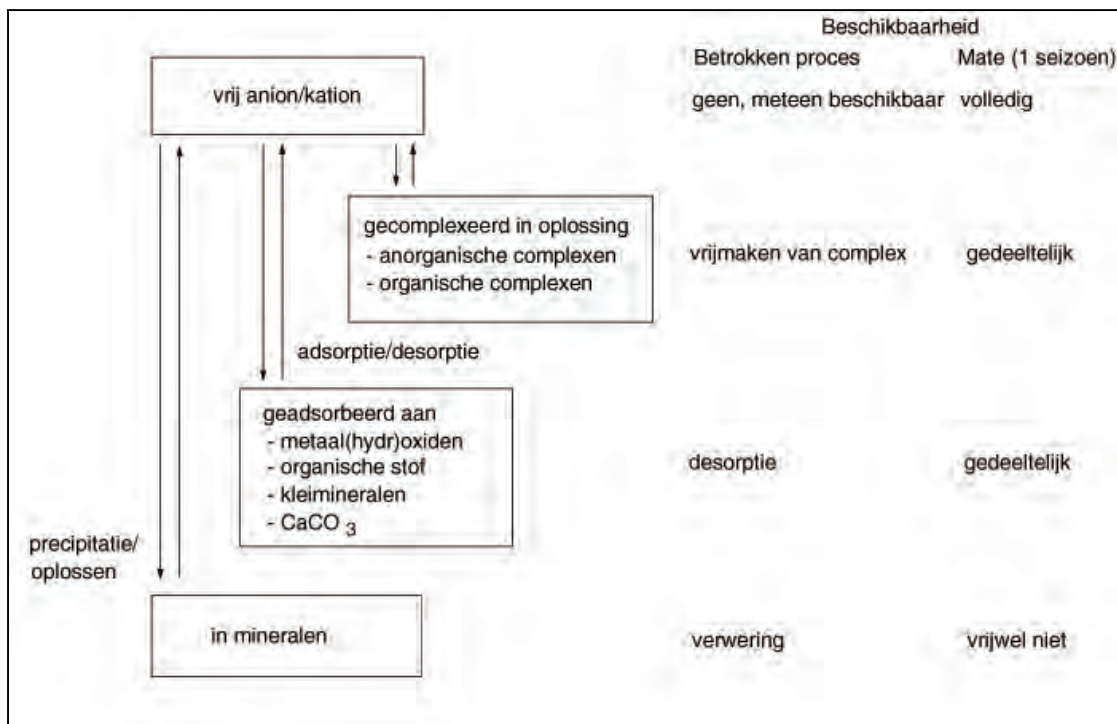 Beschikbaarheid
Betrokken proces Mate (1 seizoen)
vrij anion/kation
geen, meteen beschikbaar volledig
gecomplexeerd in oplossing
- anorganische complexen
- organische complexen
vrijmaken van complex gedeeltelijk
adsorptie/desorptie
geadsorbeerd aan
- metaal(hydr)oxiden
- organische stof
- kleimineralen
- CaCO3
desorptie gedeeltelijk
precipitatie/
oplossen
in mineralen
verwering vrijwel niet